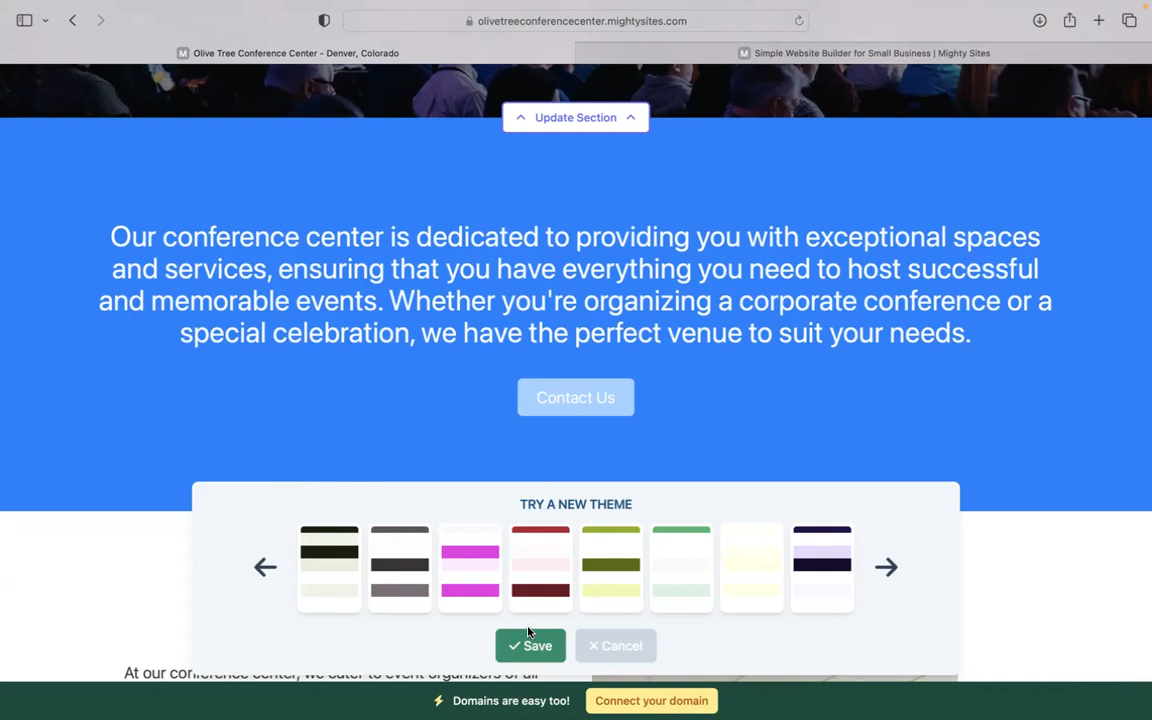 olivetreeconferencecenter.mightysites.com
M Olive Tree Conference Center - Denver, Colorado
M Simple Website Builder for Small Business | Mighty Sites
Update Section
Our conference center is dedicated to providing you with exceptional spaces
and services, ensuring that you have everything you need to host successful
and memorable events. Whether you're organizing a corporate conference or a
special celebration, we have the perfect venue to suit your needs.
Contact Us
TRY A NEW THEME
Save
Cancel
At our conference center, we cater to event organizers of all
Domains are easy too!
Connect your domain